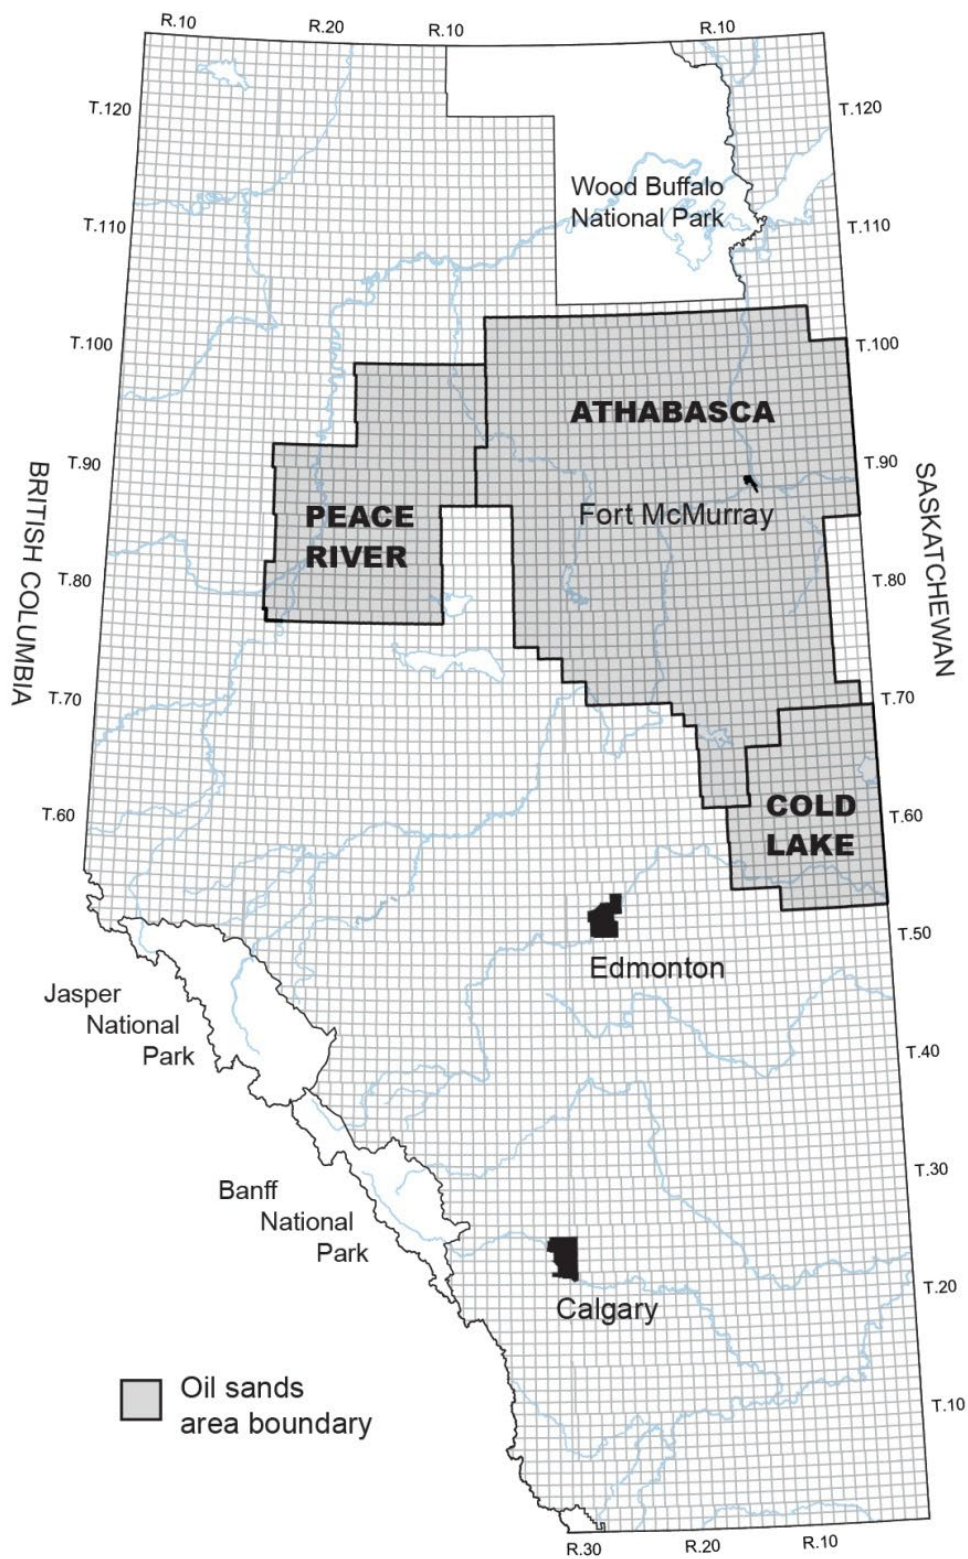 R.10
R.20
R.10
R.10
T.120
T.120
Wood Buffalo
National Park
T.110
T.110
T.100
T.100
ATHABASCA
T.90
T.90
BRITISH COLUMBIA
SASKATCHEWAN
PEACE
RIVER
Fort McMurray
T.80
T.80
T.70
T.70
COLD
LAKE
T.60
T.60
T.50
Edmonton
Jasper
National
Park
T.40
T.30
Banff
National
Park
T.20
Calgary
Oil sands
area boundary
T.10
R.30
R.20
R.10